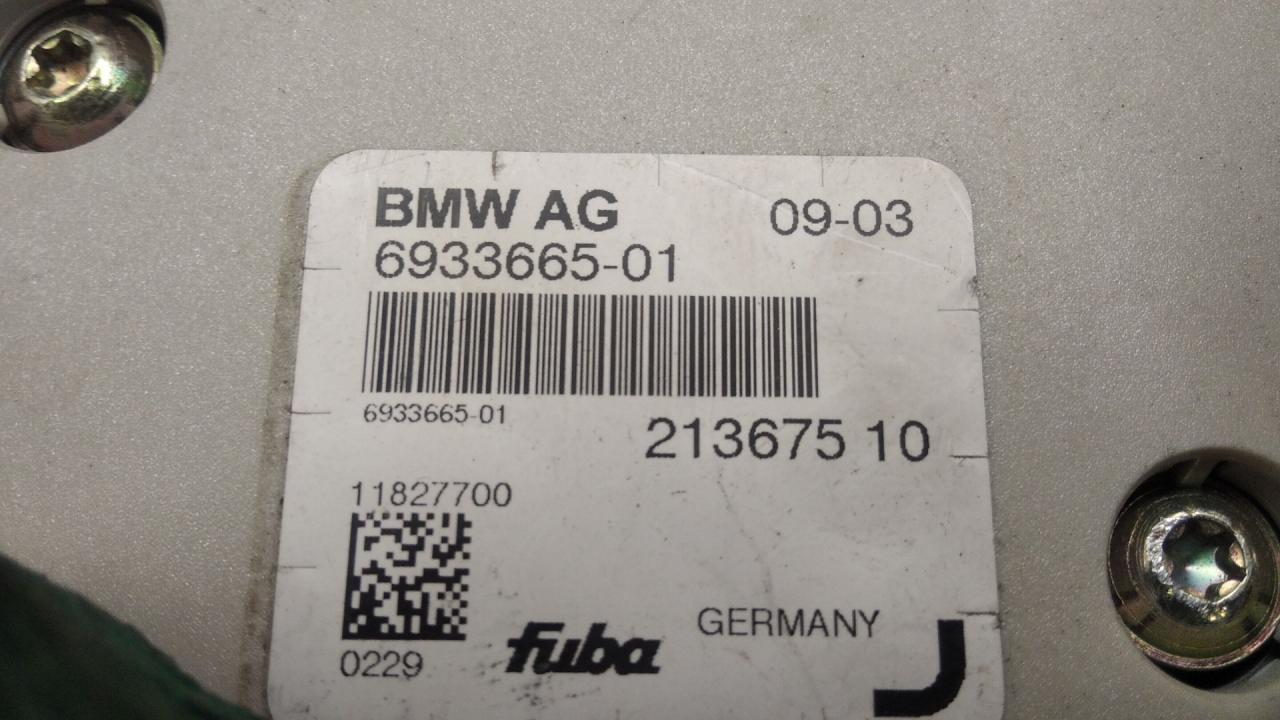 BMW AG 09-03
6933665-01
6933665-01
213675 10
11827700
0229
fuba
GERMANY
J